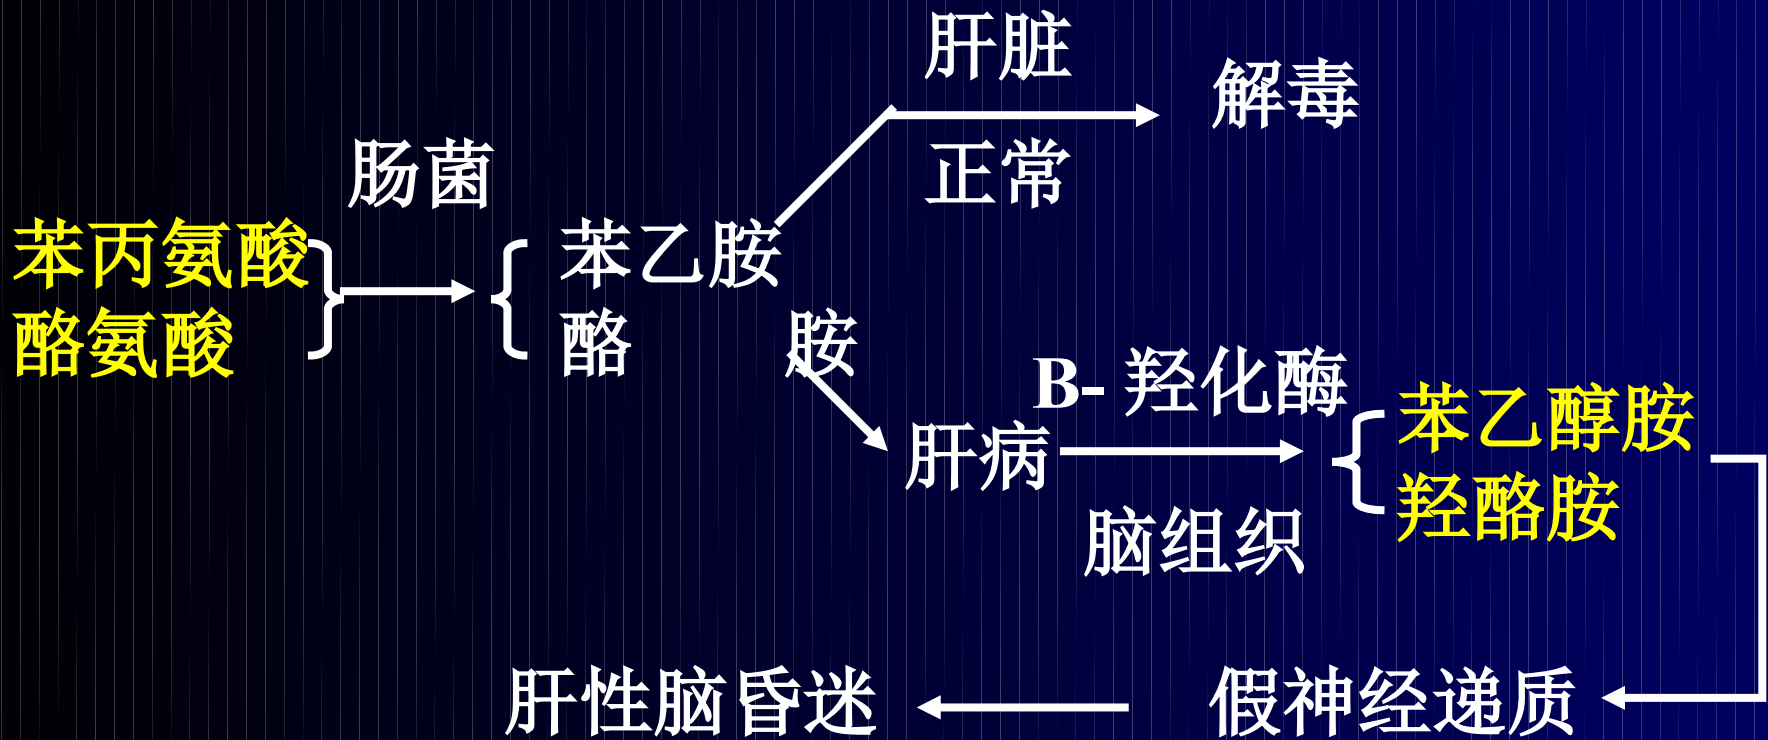 肝脏
解毒
正常
肠菌
苯丙氨酸
酪氨酸
苯乙胺
酪 胺
B-羟化酶
肝病
脑组织
苯乙醇胺
羟酪胺
假神经递质
肝性脑昏迷